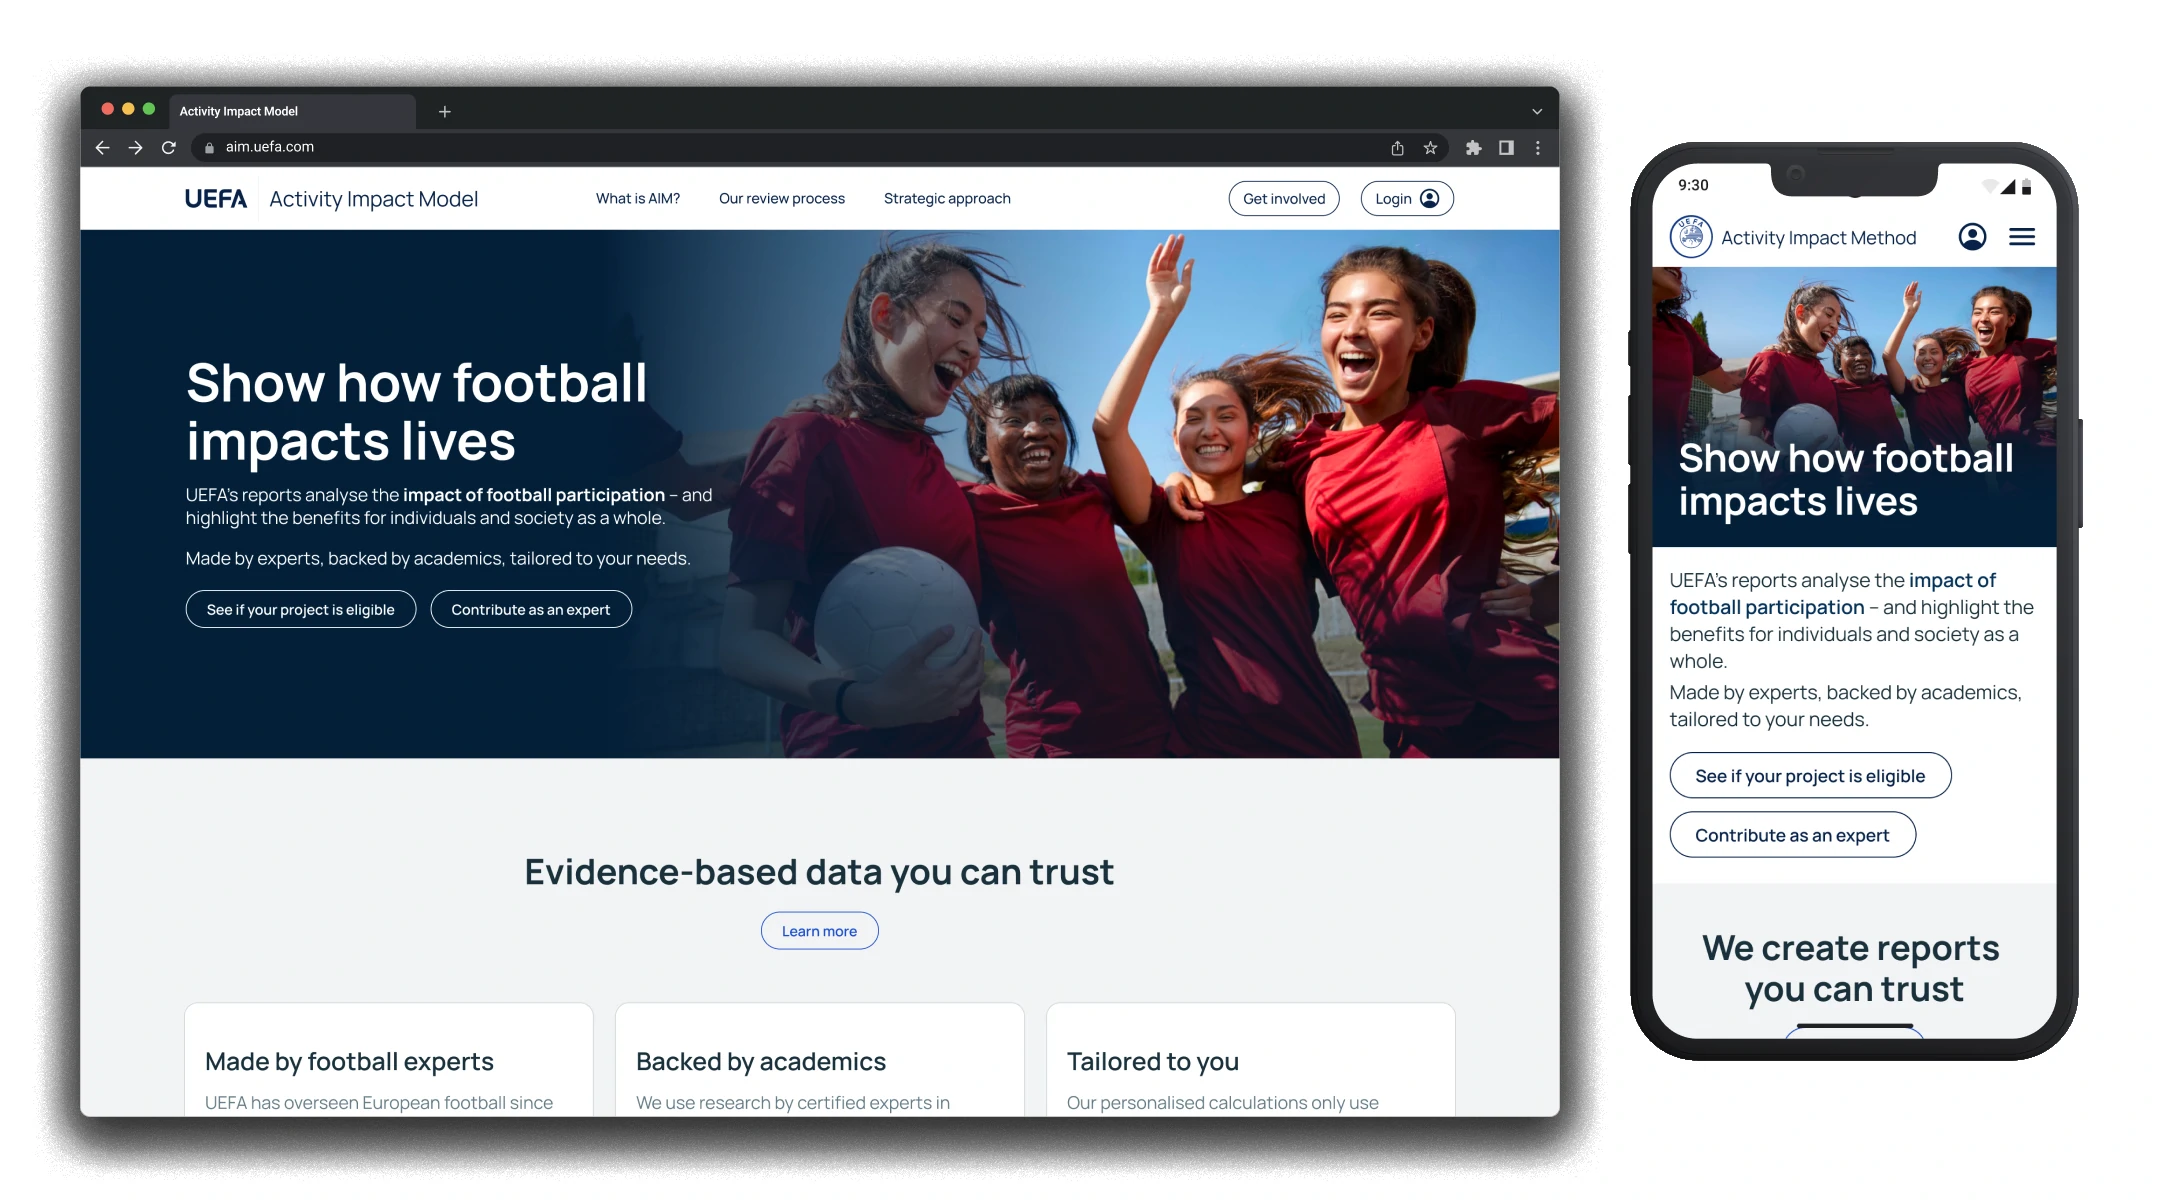 Activity Impact Model
aim.uefa.com
UEFA Activity Impact Model
What is AIM?
Our review process
Strategic approach
Get involved
Login
Show how football
impacts lives
UEFA's reports analyse the impact of football participation – and
highlight the benefits for individuals and society as a whole.
Made by experts, backed by academics, tailored to your needs.
See if your project is eligible
Contribute as an expert
Evidence-based data you can trust
Learn more
Made by football experts
UEFA has overseen European football since
Backed by academics
We use research by certified experts in
Tailored to you
Our personalised calculations only use
9:30
UEFA
Activity Impact Method
Show how football
impacts lives
UEFA's reports analyse the impact of
football participation – and highlight the
benefits for individuals and society as a
whole.
Made by experts, backed by academics,
tailored to your needs.
See if your project is eligible
Contribute as an expert
We create reports
you can trust